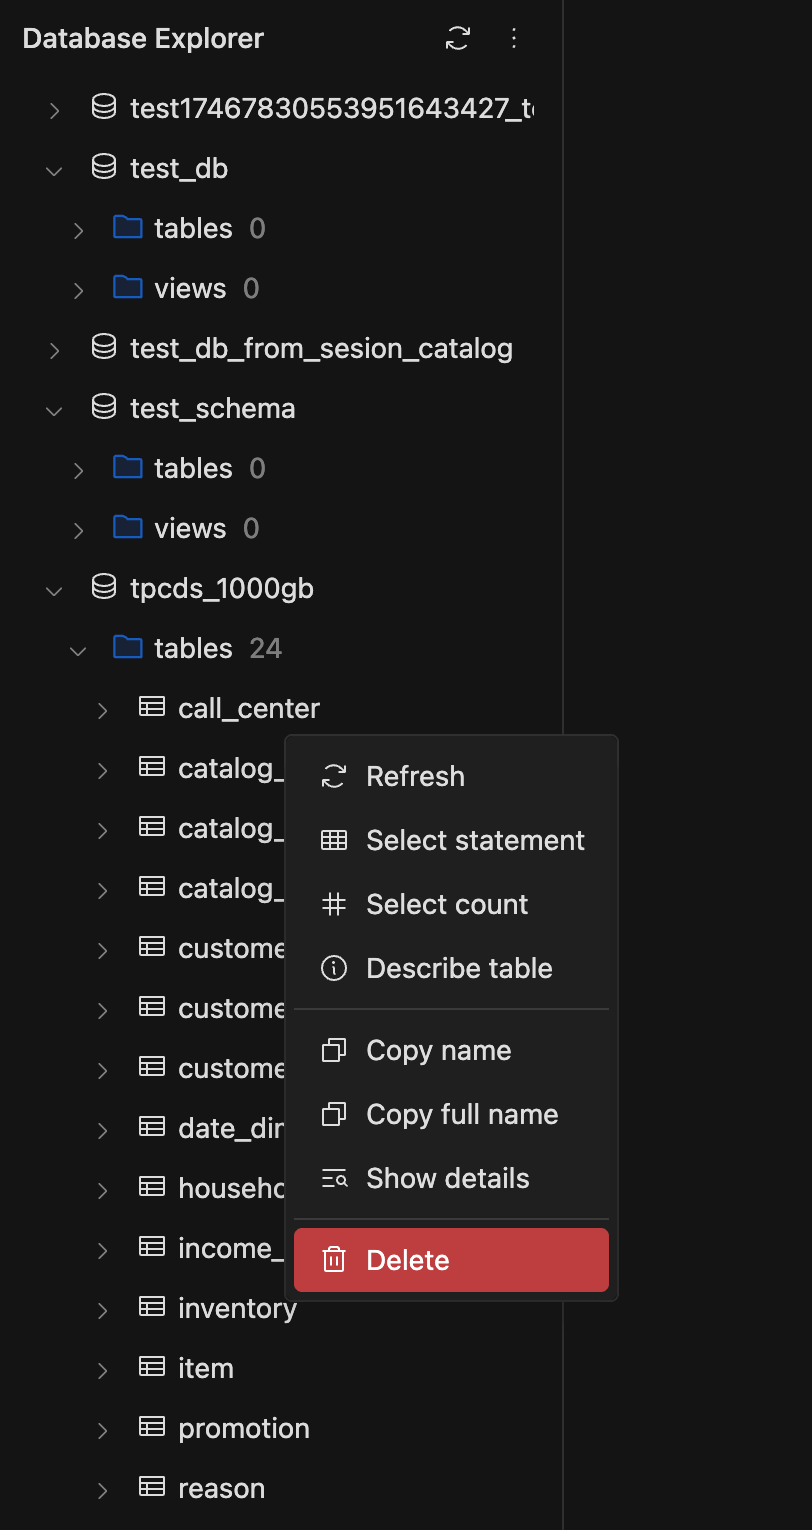 Database Explorer
test17467830553951643427_t
test_db
tables 0
views 0
test_db_from_sesion_catalog
test_schema
tables 0
views 0
tpcds_1000gb
tables 24
call_center
catalog_
catalog_
catalog_
custome
custome
custome
date_di
househo
income_
inventory
item
promotion
reason
Refresh
Select statement
Select count
Describe table
Copy name
Copy full name
Show details
Delete